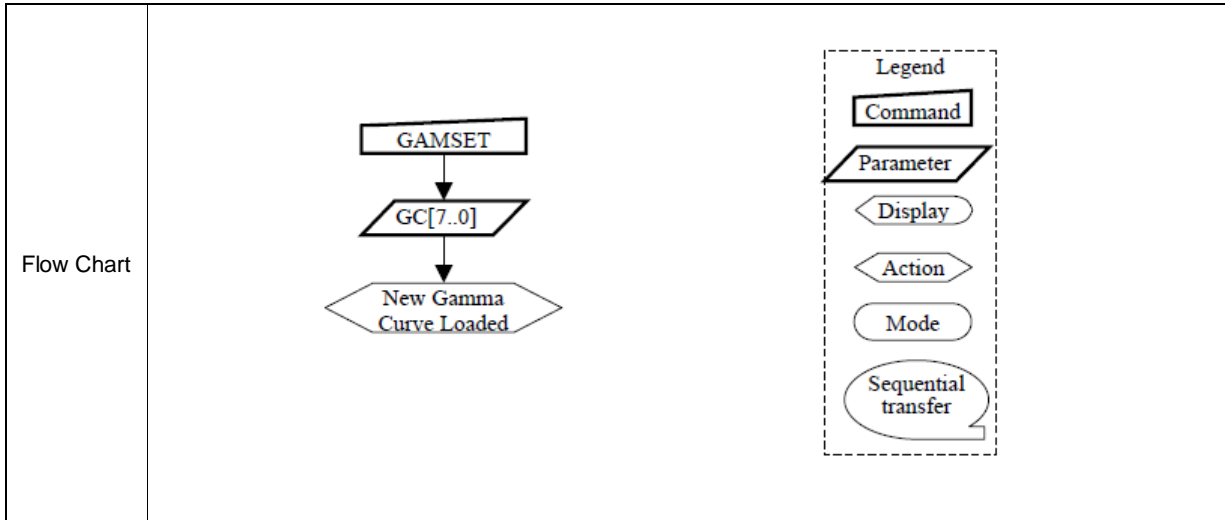 Flow Chart
GAMSET
GC[7..0]
New Gamma
Curve Loaded
Legend
Command
Parameter
Display
Action
Mode
Sequential
transfer